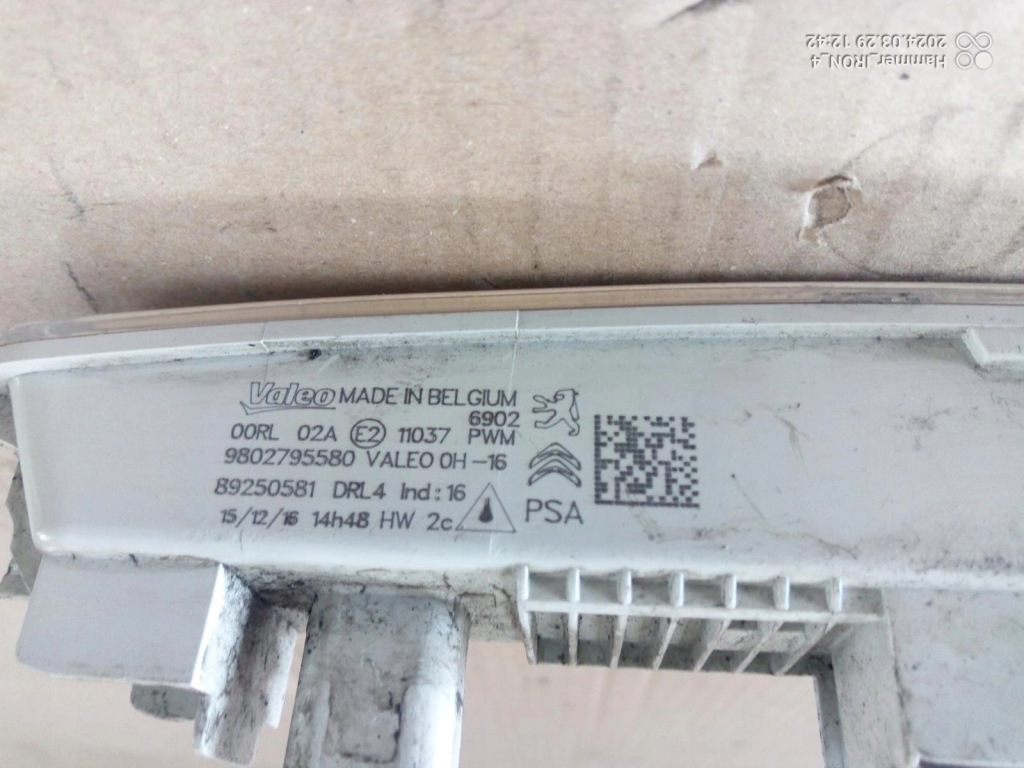 Hammer_IRON_4
2024.03.29 12:42
Valeo MADE IN BELGIUM
6902
00RL 02A E2 11037 PWM
9802795580 VALEO 0H-16
89250581 DRL4 Ind:16
15/12/16 14h48 HW 2c
PSA